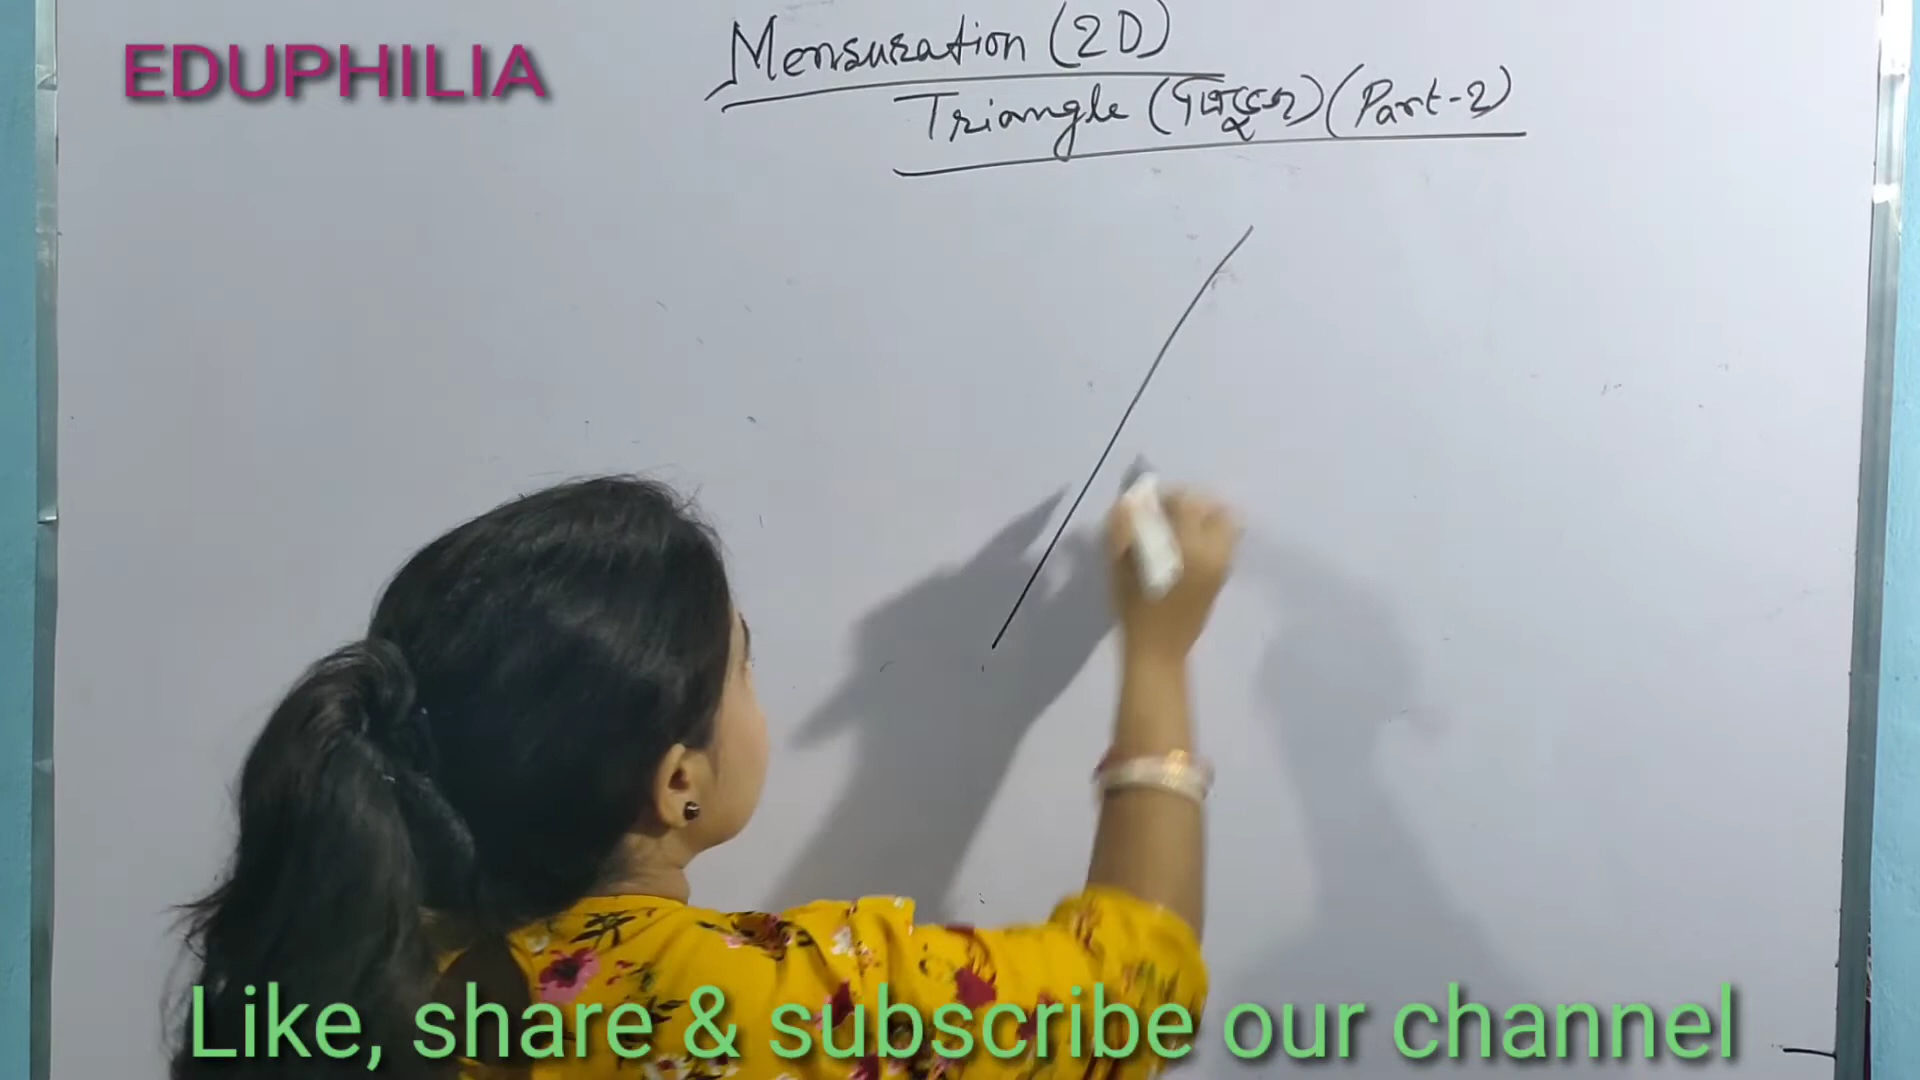 EDUPHILIA
Mensuration (2D)
Triangle (ତ୍ରିଭୁଜ) (Part-2)
Like, share & subscribe our channel